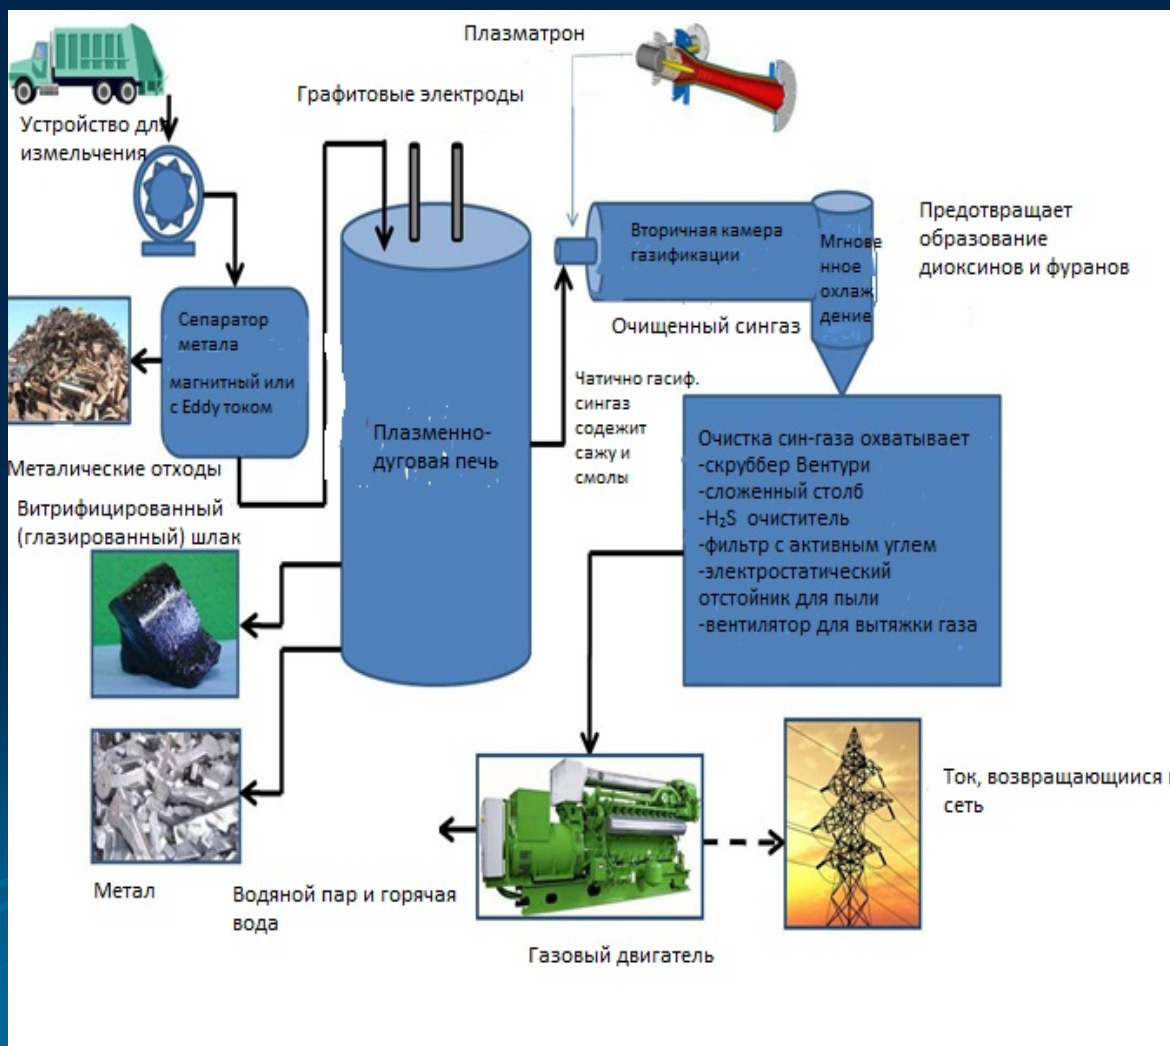 Плазматрон
Графитовые электроды
Устройство для
измельчения
Предотвращает
образование
диоксинов и фуранов
Вторичная камера
газификации
Мгнове
нное
охлаж
дение
Сепаратор
метала
магнитный или
с Eddy током
Очищенный сингаз
Чатично гасиф.
сингаз
содежит
сажу и
смолы
Плазменно-
дуговая печь
Очистка син-газа охватывает
-скруббер Вентури
-сложенный столб
-H₂S очиститель
-фильтр с активным углем
-электростатический
отстойник для пыли
-вентилятор для вытяжки газа
Металические отходы
Витрифицированный
(глазированный) шлак
Ток, возвращающиися
сеть
Метал
Водяной пар и горячая
вода
Газовый двигатель